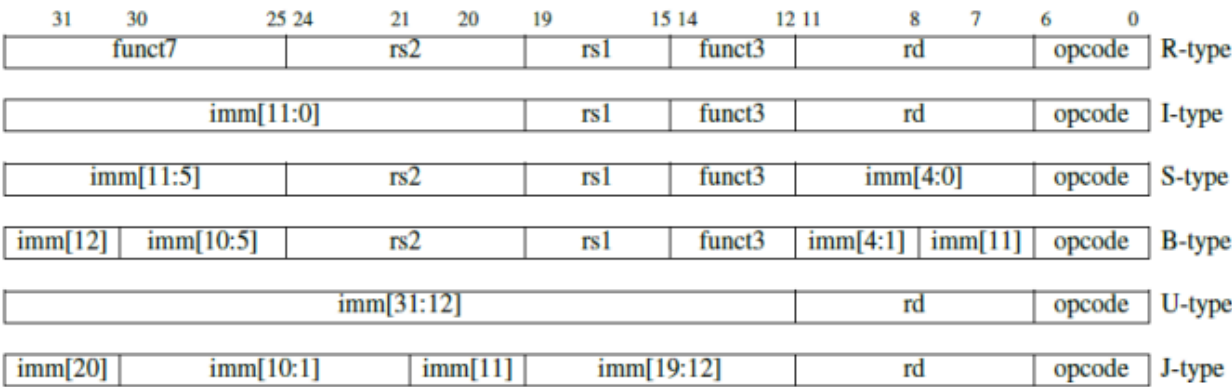 31 30 25 24 21 20 19 15 14 12 11 8 7 6 0
funct7 rs2 rs1 funct3 rd opcode R-type
imm[11:0] rs1 funct3 rd opcode I-type
imm[11:5] rs2 rs1 funct3 imm[4:0] opcode S-type
imm[12] imm[10:5] rs2 rs1 funct3 imm[4:1] imm[11] opcode B-type
imm[31:12] rd opcode U-type
imm[20] imm[10:1] imm[11] imm[19:12] rd opcode J-type